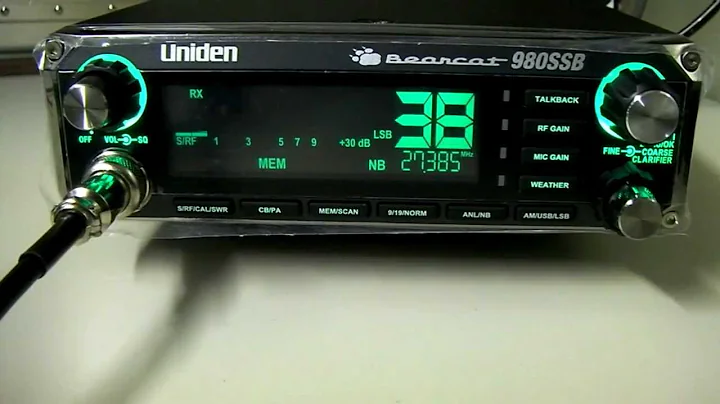 Uniden
Bearcat 980SSB
RX
S/RF 1 3 5 7 9 +30 dB
LSB
38
MEM
NB
27.385 MHz
OFF VOL SQ
TALKBACK
RF GAIN
MIC GAIN
WEATHER
FINE COARSE
CLARIFIER
S/RF/CAL/SWR
CB/PA
MEM/SCAN
9/19/NORM
ANL/NB
AM/USB/LSB